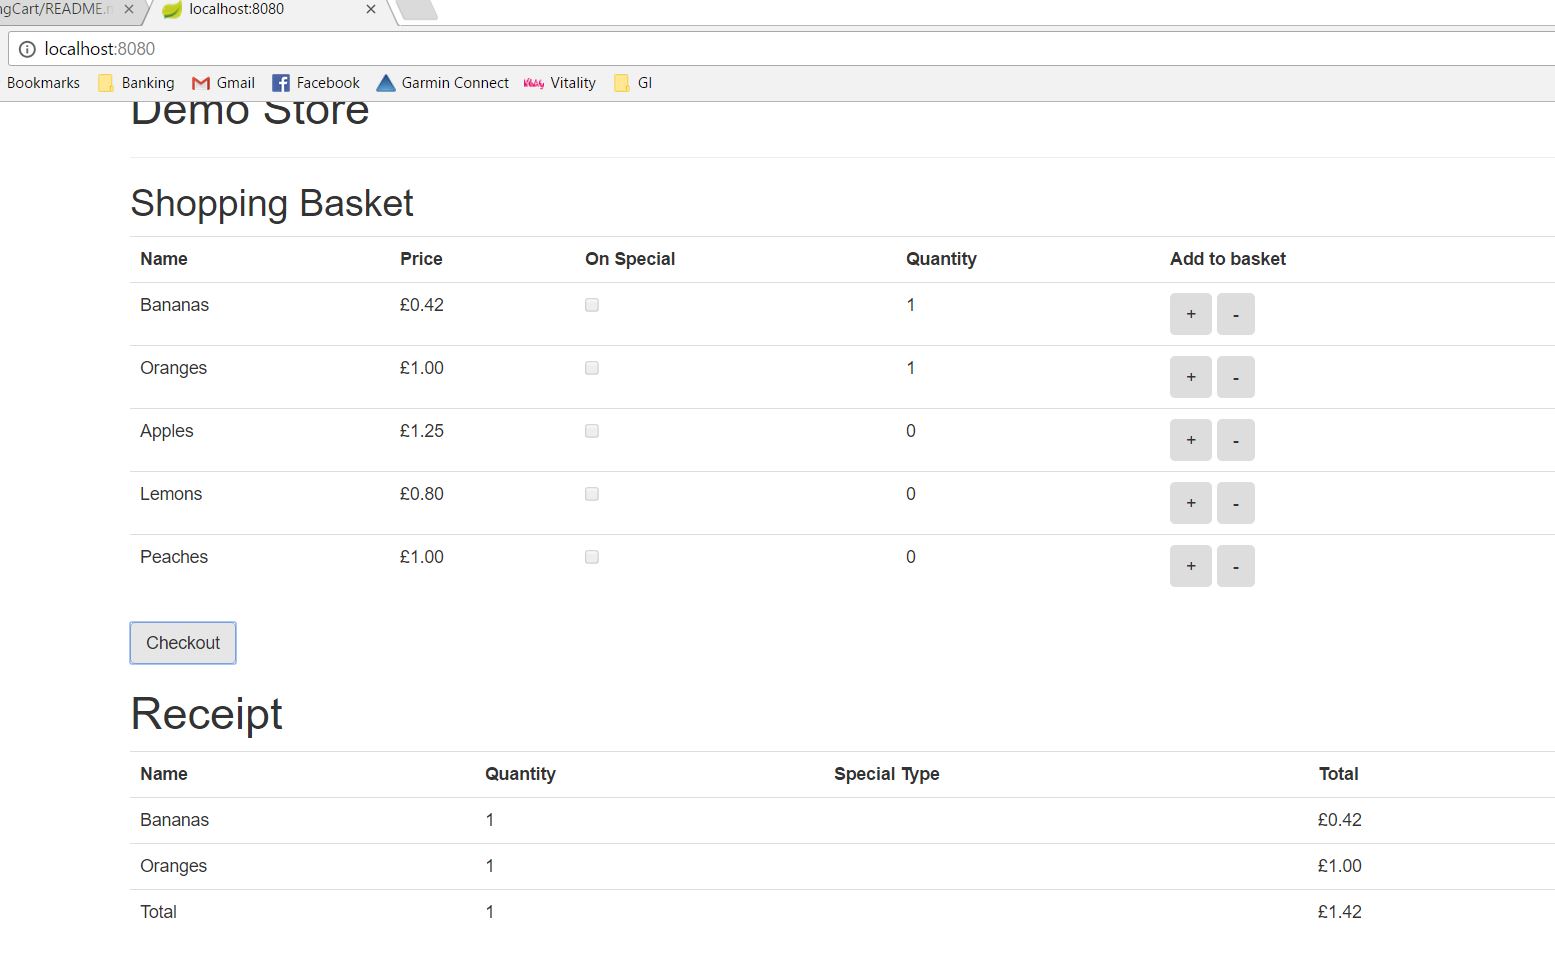 ngCart/README.m
localhost:8080
localhost:8080
Bookmarks Banking Gmail Facebook Garmin Connect Vitality GI
Demo Store
Shopping Basket
Name Price On Special Quantity Add to basket
Bananas £0.42 1 + -
Oranges £1.00 1 + -
Apples £1.25 0 + -
Lemons £0.80 0 + -
Peaches £1.00 0 + -
Checkout
Receipt
Name Quantity Special Type Total
Bananas 1 £0.42
Oranges 1 £1.00
Total 1 £1.42